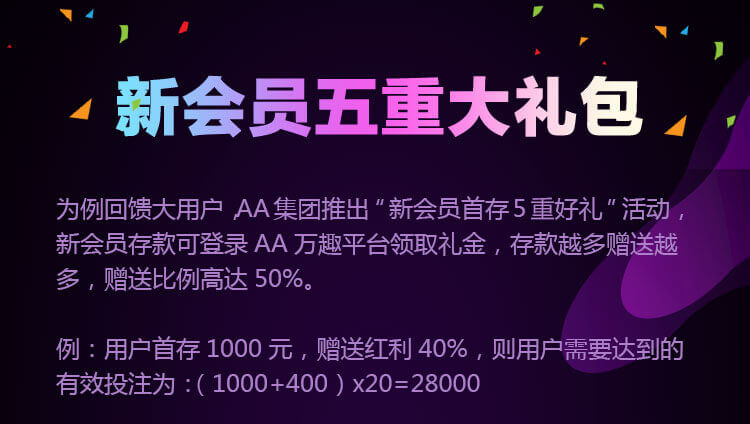 新会员五重大礼包
为例回馈大用户，AA 集团推出“新会员首存 5 重好礼”活动，
新会员存款可登录 AA 万趣平台领取礼金，存款越多赠送越
多，赠送比例高达 50%。
例：用户首存 1000 元，赠送红利 40%，则用户需要达到的
有效投注为：（1000+400）x20=28000